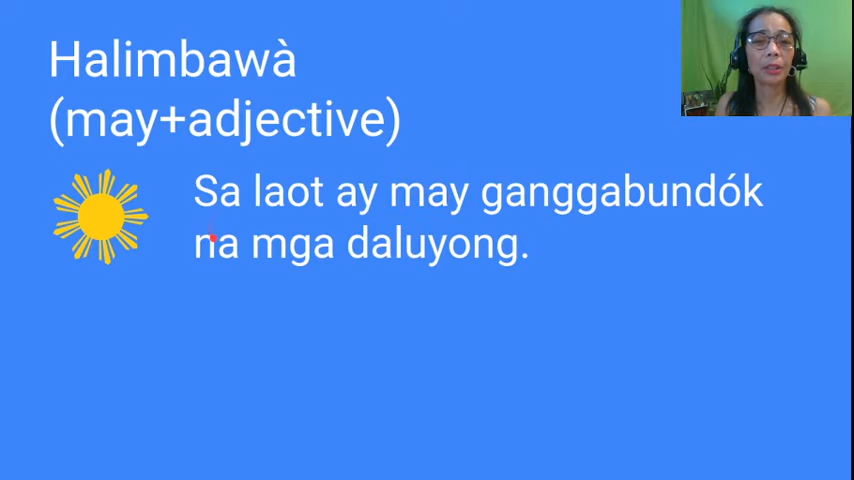 Halimbawà
(may+adjective)
Sa laot ay may ganggabundók
na mga daluyong.